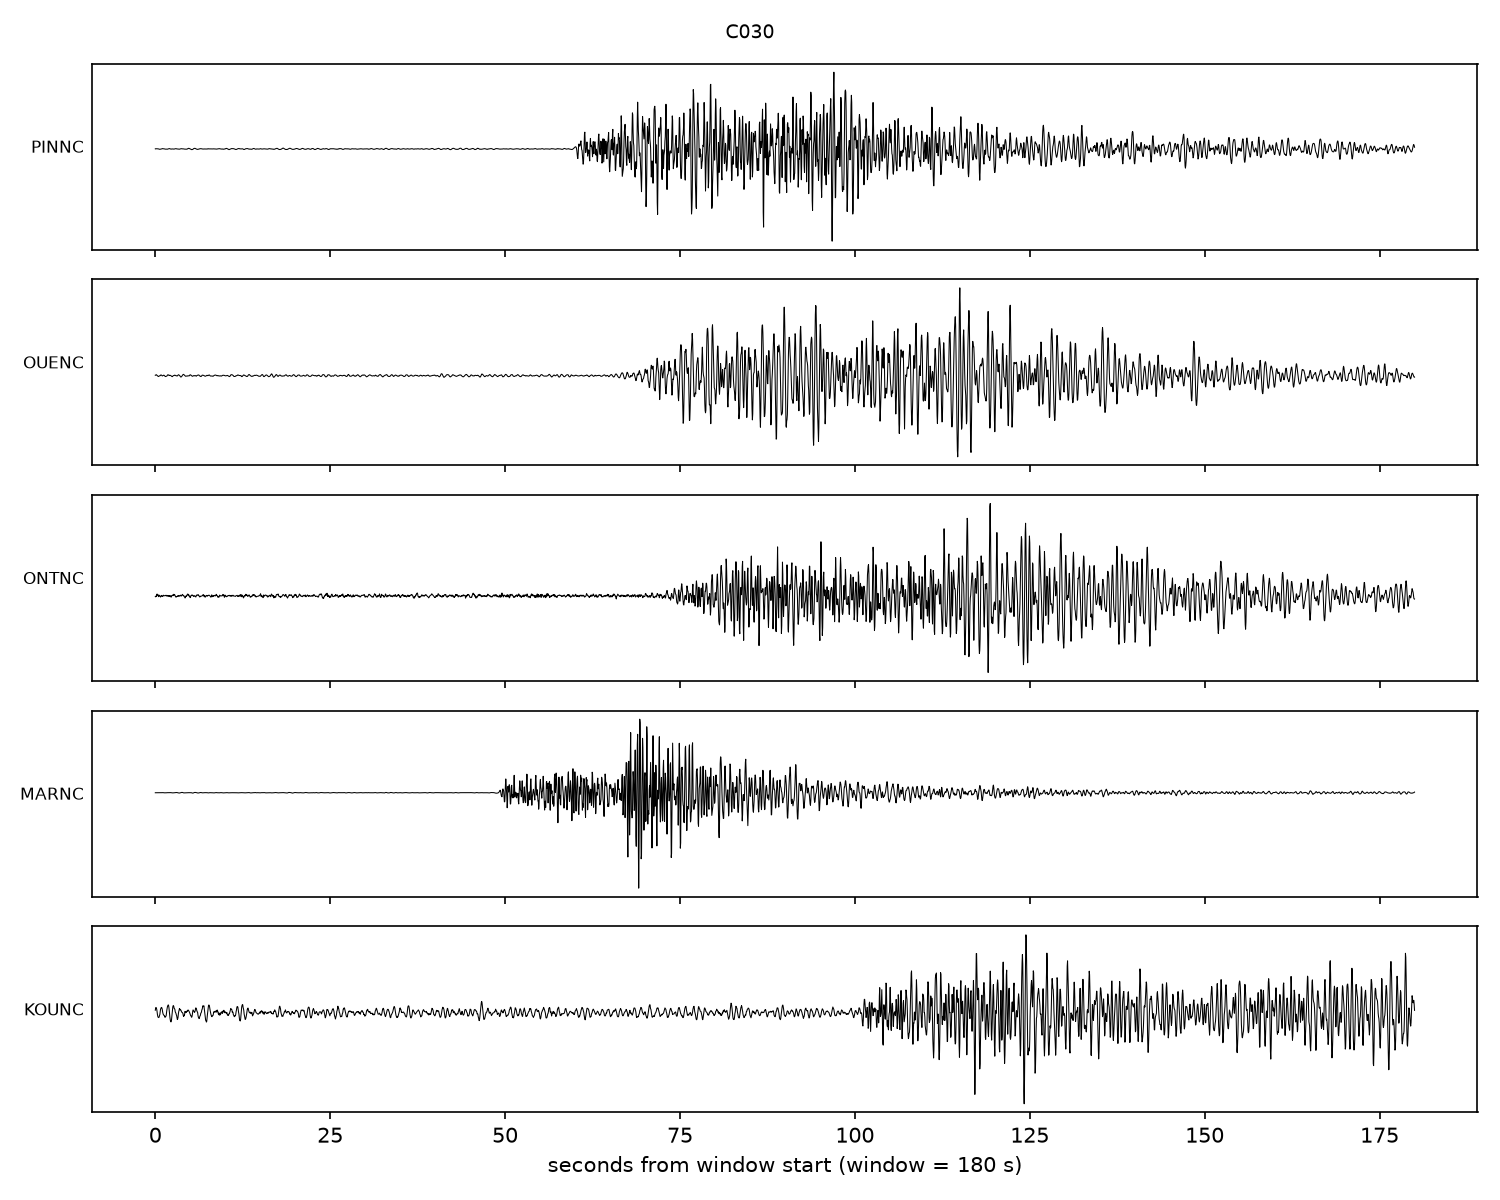 C030
PINNC
OUENC
ONTNC
MARNC
KOUNC
0 25 50 75 100 125 150 175
seconds from window start (window = 180 s)